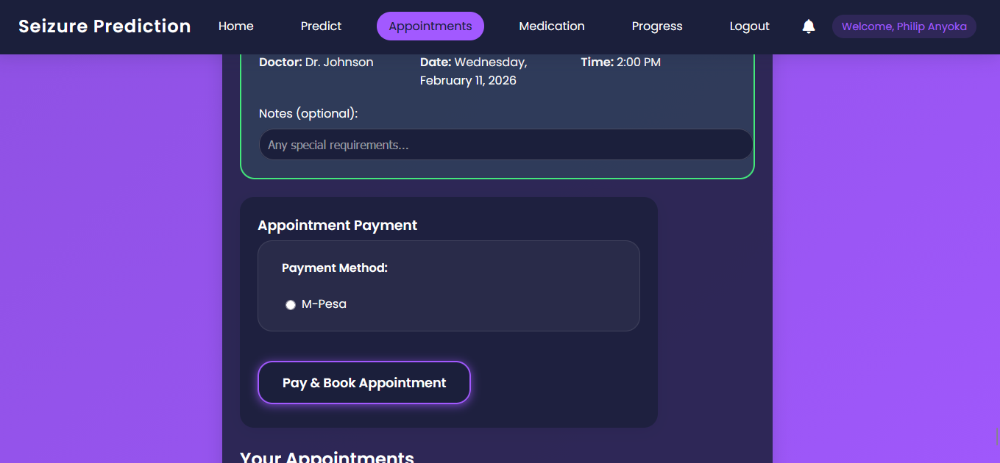 Seizure Prediction Home Predict Appointments Medication Progress Logout Welcome, Philip Anyoka
Doctor: Dr. Johnson Date: Wednesday, Time: 2:00 PM
February 11, 2026
Notes (optional):
Any special requirements...
Appointment Payment
Payment Method:
M-Pesa
Pay & Book Appointment
Your Appointments